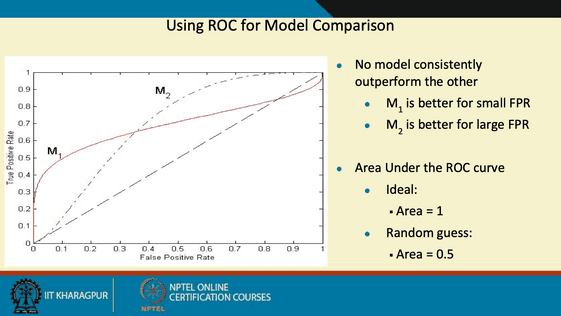 Using ROC for Model Comparison
1
0.9
0.8
0.7
0.6
0.5
0.4
0.3
0.2
0.1
0
True Positive Rate
M1
M2
0 0.1 0.2 0.3 0.4 0.5 0.6 0.7 0.8 0.9 1
False Positive Rate
● No model consistently
outperform the other
● M1 is better for small FPR
● M2 is better for large FPR
● Area Under the ROC curve
● Ideal:
▪ Area = 1
● Random guess:
▪ Area = 0.5
IIT KHARAGPUR
NPTEL
NPTEL ONLINE
CERTIFICATION COURSES